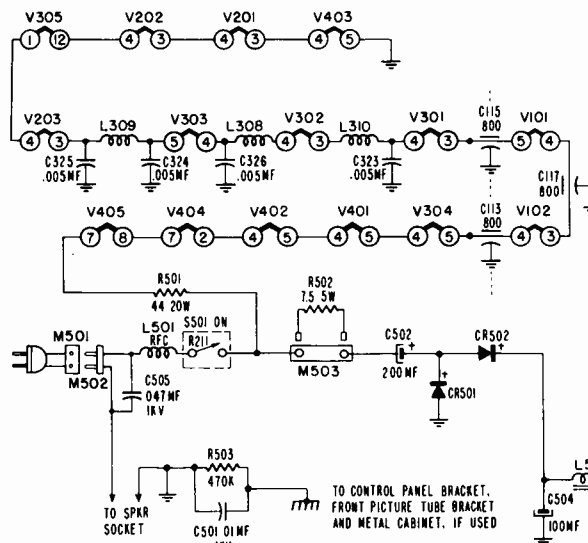 V305 V202 V201 V403
1 12 4 3 4 3 4 5
V203 L309 V303 L308 V302 L310 V301 C115 800 V101
4 3 5 4 4 3 4 3 5 4
C325 .005MF C324 .005MF C326 .005MF C323 .005MF
C117 800
V405 V404 V402 V401 V304 C113 800 V102
7 8 7 2 4 5 4 5 4 5 4 3
R501
44 20W
R502
7.5 5W
M501
L501
RFC
S501 ON
R211
M502
M503
C502
200MF
CR502
CR501
C505
.047MF
1KV
R503
470K
C501 .01MF
TO SPKR
SOCKET
TO CONTROL PANEL BRACKET,
FRONT PICTURE TUBE BRACKET
AND METAL CABINET, IF USED
C504
100MF